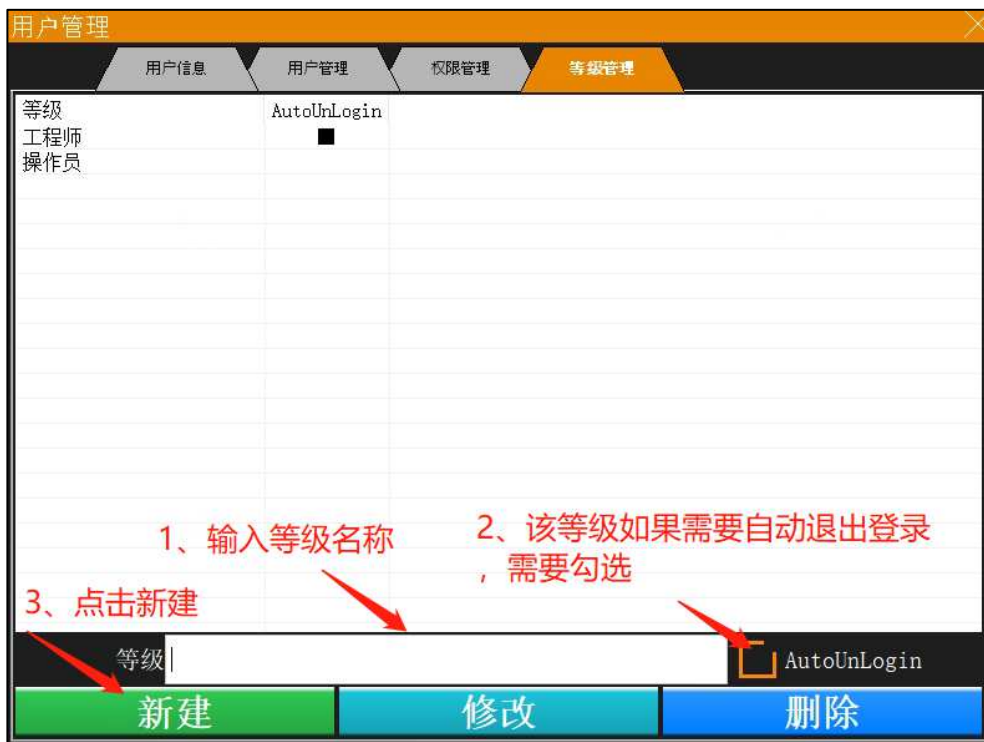 用户管理
用户信息 用户管理 权限管理 等级管理
等级 AutoUnLogin
工程师 ■
操作员
1、输入等级名称
2、该等级如果需要自动退出登录
，需要勾选
3、点击新建
等级 AutoUnLogin
新建 修改 删除